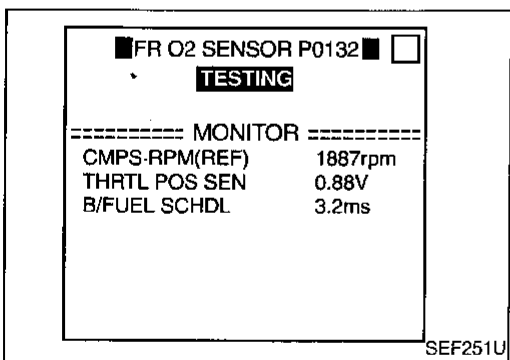 FR O2 SENSOR P0132
TESTING
========= MONITOR =========
CMPS-RPM(REF) 1887rpm
THRTL POS SEN 0.88V
B/FUEL SCHDL 3.2ms
SEF251U